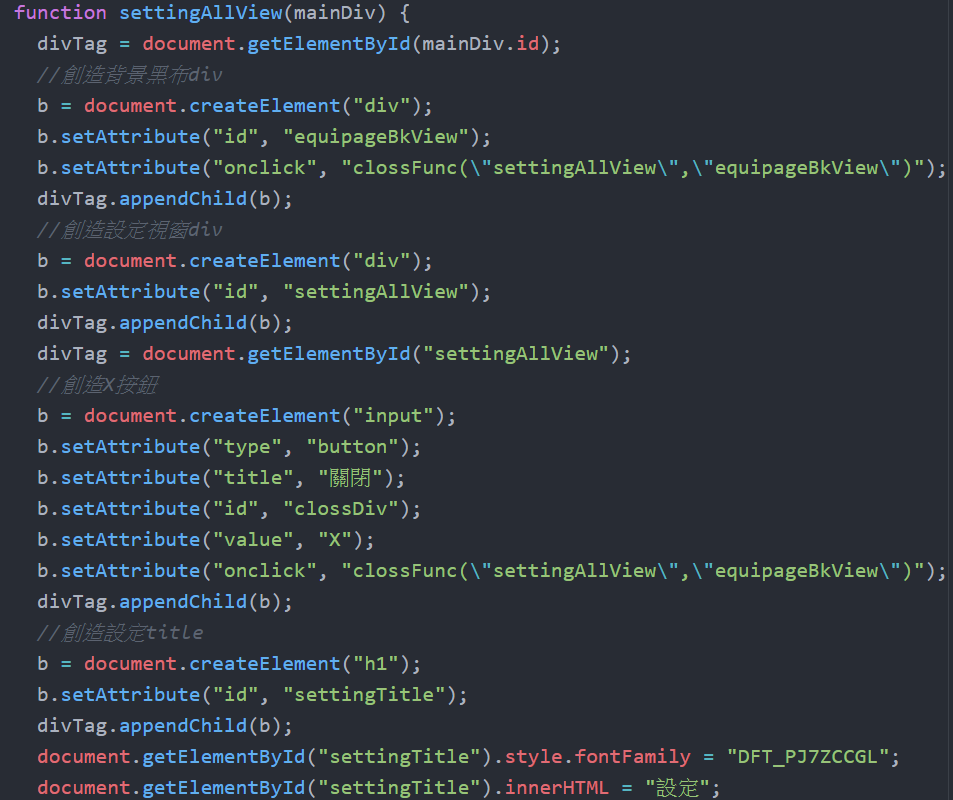 function settingAllView(mainDiv) {
divTag = document.getElementById(mainDiv.id);
//創造背景黑布div
b = document.createElement("div");
b.setAttribute("id", "equipageBkView");
b.setAttribute("onclick", "clossFunc(\"settingAllView\",\"equipageBkView\")");
divTag.appendChild(b);
//創造設定視窗div
b = document.createElement("div");
b.setAttribute("id", "settingAllView");
divTag.appendChild(b);
divTag = document.getElementById("settingAllView");
//創造X按鈕
b = document.createElement("input");
b.setAttribute("type", "button");
b.setAttribute("title", "關閉");
b.setAttribute("id", "clossDiv");
b.setAttribute("value", "X");
b.setAttribute("onclick", "clossFunc(\"settingAllView\",\"equipageBkView\")");
divTag.appendChild(b);
//創造設定title
b = document.createElement("h1");
b.setAttribute("id", "settingTitle");
divTag.appendChild(b);
document.getElementById("settingTitle").style.fontFamily = "DFT_PJ7ZCCGL";
document.getElementById("settingTitle").innerHTML = "設定";